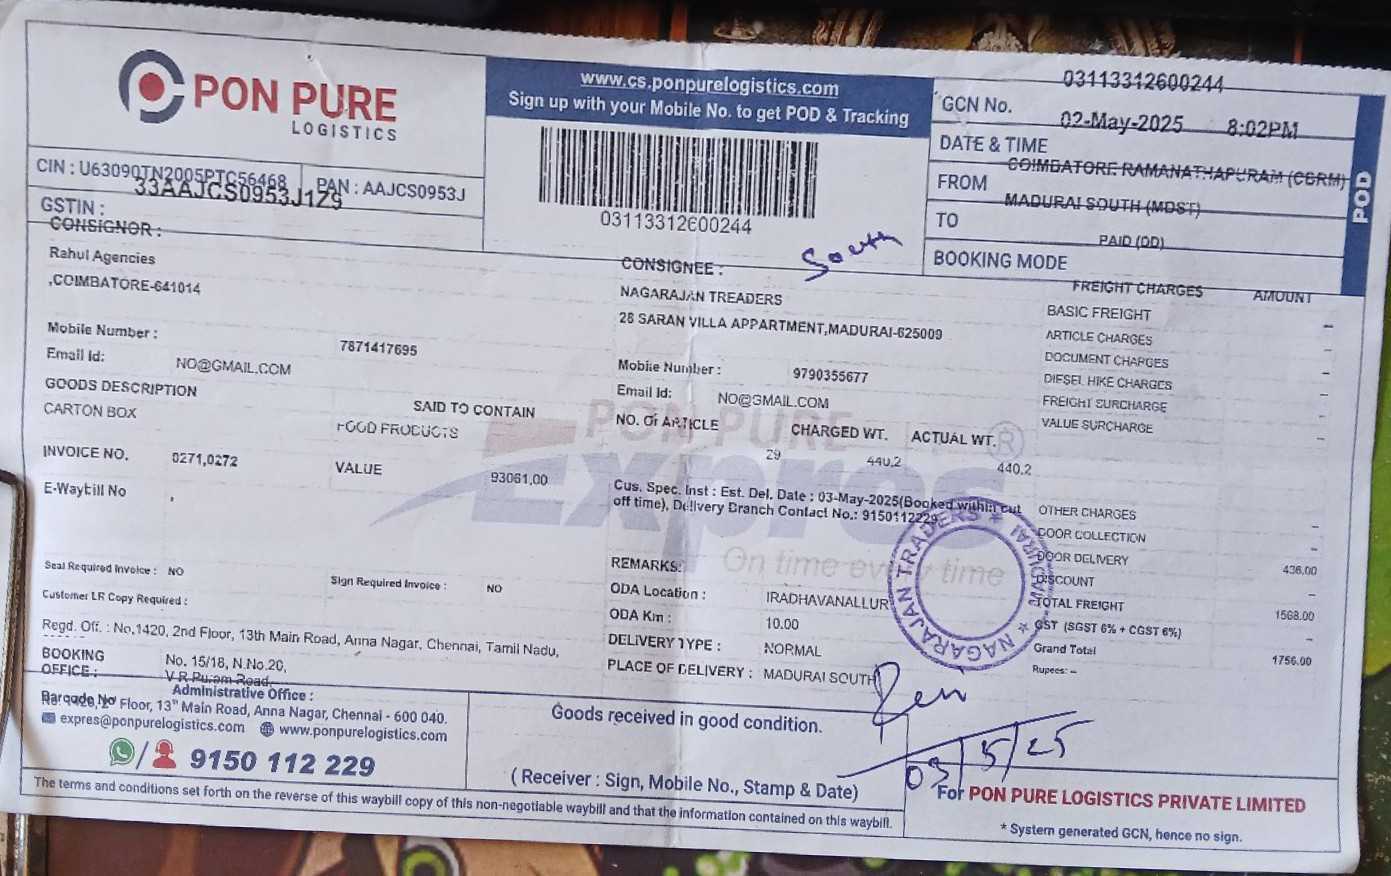 PON PURE
LOGISTICS
www.cs.ponpurelogistics.com
Sign up with your Mobile No. to get POD & Tracking
03113312600244
GCN No.
02-May-2025 8:02PM
DATE & TIME
COIMBATORE RAMANATHAPURAM (CBRM)
FROM
MADURAI SOUTH (MDST)
TO
PAID (DD)
BOOKING MODE
POD
CIN : U63090TN2005PTC56468
PAN : AAJCS0953J
33AAJCS0953J1Z9
GSTIN :
03113312600244
South
CONSIGNOR :
Rahul Agencies
,COIMBATORE-641014
Mobile Number : 7871417695
Email Id: NO@GMAIL.COM
GOODS DESCRIPTION SAID TO CONTAIN
CARTON BOX FOOD PRODUCTS
INVOICE NO. 0271,0272 VALUE 93061.00
E-Waybill No ,
Seal Required Invoice : NO Sign Required Invoice : NO
Customer LR Copy Required :
Regd. Off. : No,1420, 2nd Floor, 13th Main Road, Anna Nagar, Chennai, Tamil Nadu,
BOOKING OFFICE : No. 15/18, N.No.20,
V R Puram Road,
CONSIGNEE :
NAGARAJAN TREADERS
28 SARAN VILLA APPARTMENT,MADURAI-625009
Mobile Number : 9790355677
Email Id: NO@GMAIL.COM
NO. Of ARTICLE CHARGED WT. ACTUAL WT.
29 440.2 440.2
PON PURE
Expres ®
On time every time
Cus. Spec. Inst : Est. Del. Date : 03-May-2025(Booked within cut
off time), Delivery Branch Contact No.: 9150112229
REMARKS:
ODA Location : IRADHAVANALLUR
ODA Km : 10.00
DELIVERY TYPE : NORMAL
PLACE OF DELIVERY : MADURAI SOUTH
FREIGHT CHARGES AMOUNT
BASIC FREIGHT –
ARTICLE CHARGES –
DOCUMENT CHARGES –
DIESEL HIKE CHARGES –
FREIGHT SURCHARGE –
VALUE SURCHARGE –
OTHER CHARGES –
DOOR COLLECTION –
DOOR DELIVERY 436.00
DISCOUNT –
TOTAL FREIGHT 1568.00
GST (SGST 6% + CGST 6%) –
Grand Total 1756.00
Rupees: –
NAGARAJAN TRADERS * MADURAI *
03/5/25
Barcode No
Administrative Office :
No. 1420, 2nd Floor, 13th Main Road, Anna Nagar, Chennai - 600 040.
expres@ponpurelogistics.com www.ponpurelogistics.com
/ 9150 112 229
Goods received in good condition.
( Receiver : Sign, Mobile No., Stamp & Date)
The terms and conditions set forth on the reverse of this waybill copy of this non-negotiable waybill and that the information contained on this waybill.
For PON PURE LOGISTICS PRIVATE LIMITED
* System generated GCN, hence no sign.